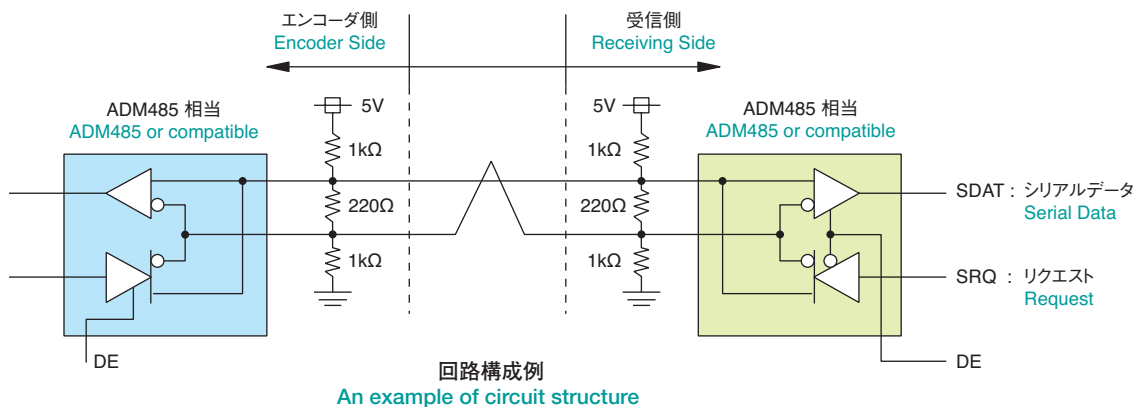 エンコーダ側
Encoder Side
受信側
Receiving Side
ADM485 相当
ADM485 or compatible
5V
1kΩ
220Ω
1kΩ
DE
5V
1kΩ
220Ω
1kΩ
ADM485 相当
ADM485 or compatible
SDAT : シリアルデータ
Serial Data
SRQ : リクエスト
Request
DE
回路構成例
An example of circuit structure